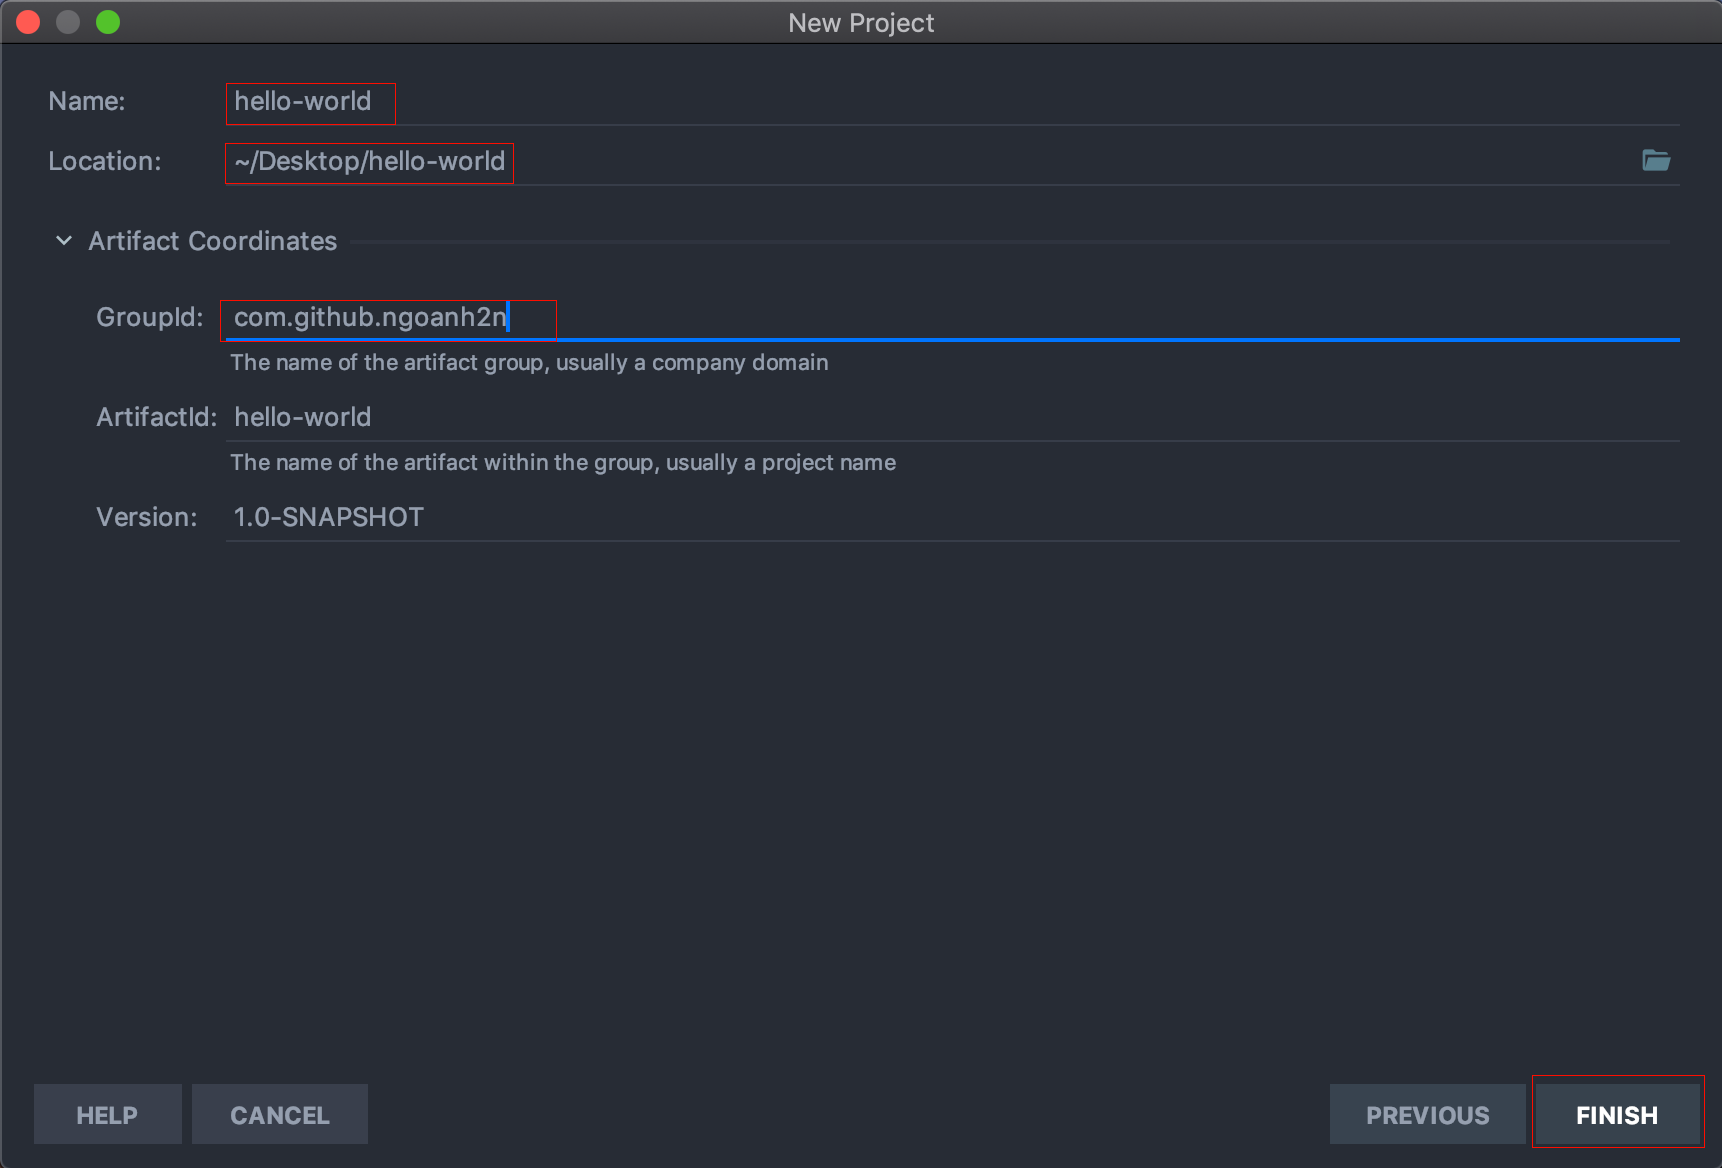 New Project
Name: hello-world
Location: ~/Desktop/hello-world
Artifact Coordinates
GroupId: com.github.ngoanh2n
The name of the artifact group, usually a company domain
ArtifactId: hello-world
The name of the artifact within the group, usually a project name
Version: 1.0-SNAPSHOT
HELP CANCEL PREVIOUS FINISH